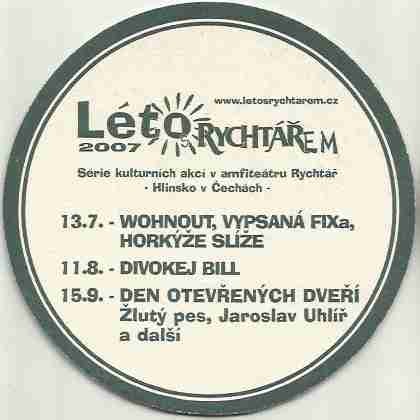 www.letosrychtarem.cz
Léto s RYCHTÁŘEM
2007
Série kulturních akcí v amfiteátru Rychtář
- Hlinsko v Čechách -
13.7. - WOHNOUT, VYPSANÁ FIXa,
HORKÝŽE SLÍŽE
11.8. - DIVOKEJ BILL
15.9. - DEN OTEVŘENÝCH DVEŘÍ
Žlutý pes, Jaroslav Uhlíř
a další